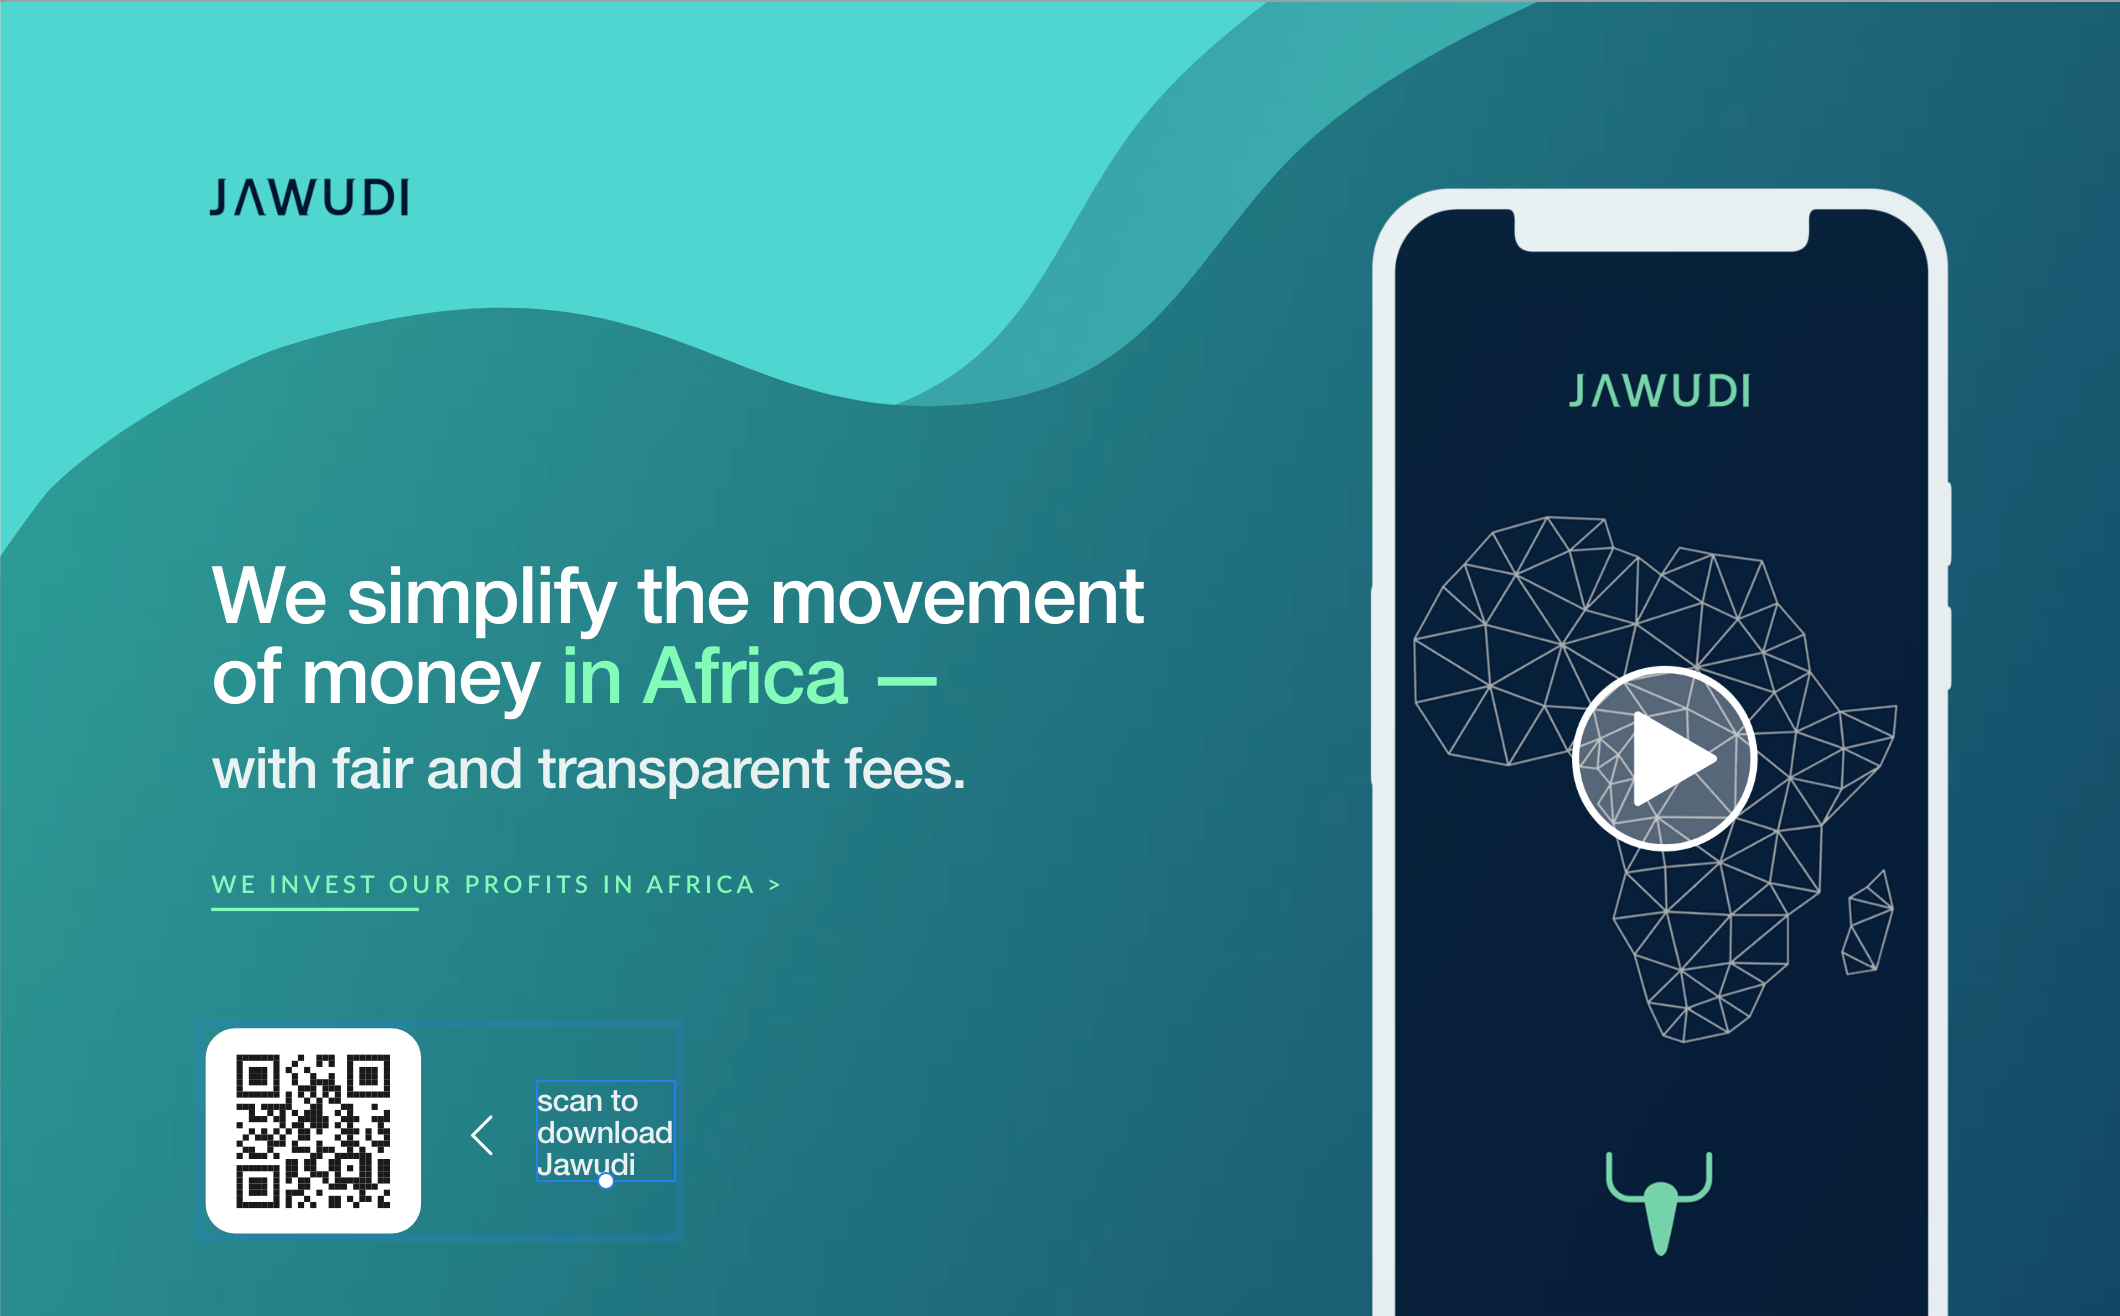 JAWUDI
We simplify the movement
of money in Africa —
with fair and transparent fees.
WE INVEST OUR PROFITS IN AFRICA >
scan to
download
Jawudi
JAWUDI